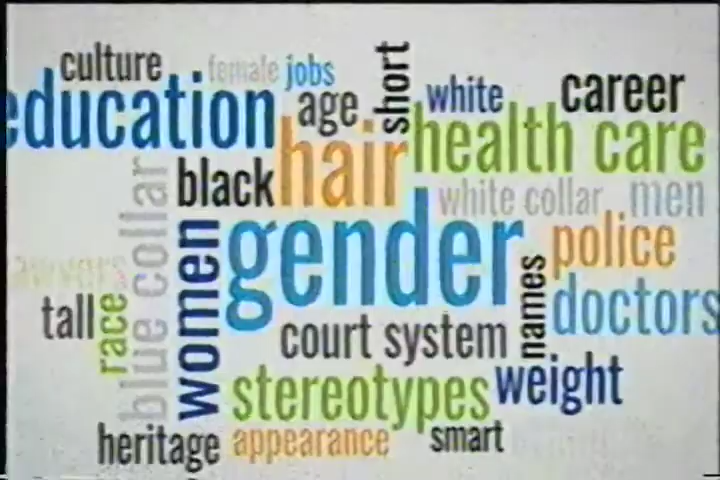 culture
female jobs
short
white
career
education
age
hair
health care
black
white collar
men
blue collar
women
gender
police
lawyers
tall
race
names
doctors
court system
stereotypes
weight
heritage
appearance
smart